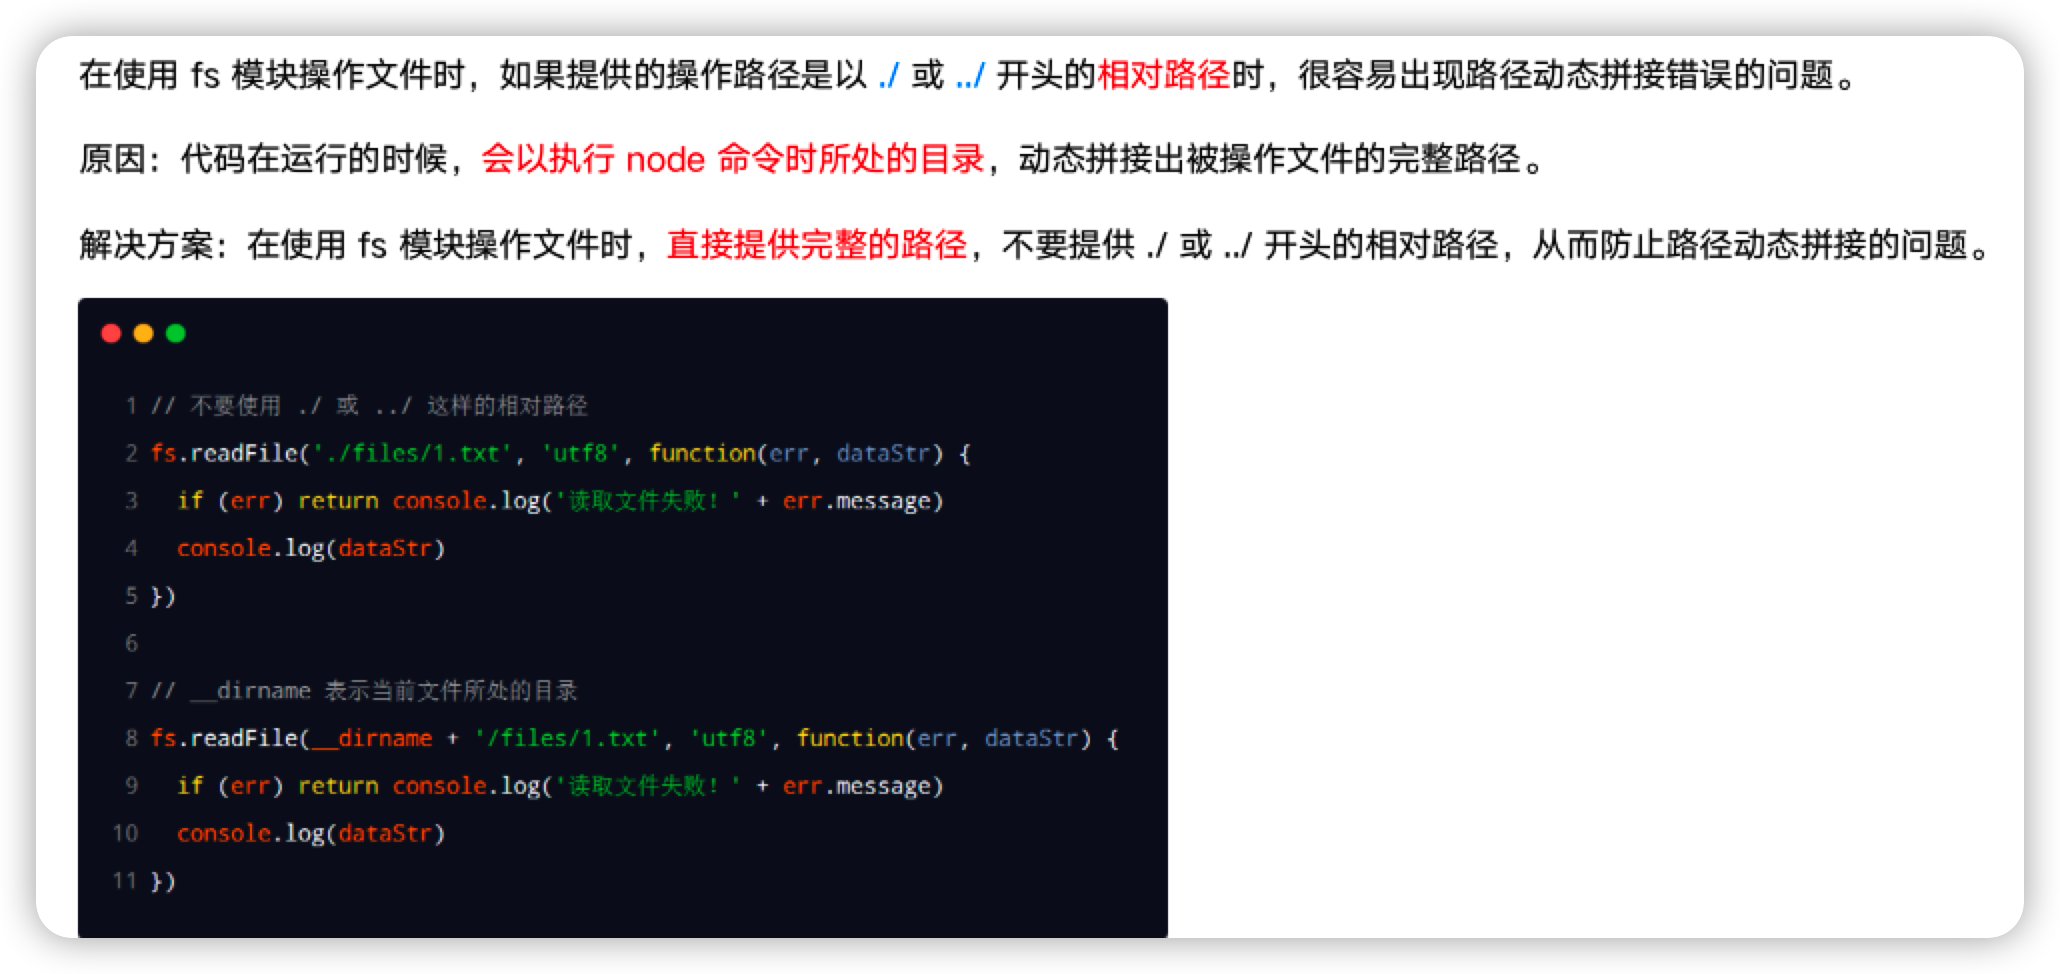 在使用 fs 模块操作文件时，如果提供的操作路径是以 ./ 或 ../ 开头的相对路径时，很容易出现路径动态拼接错误的问题。
原因：代码在运行的时候，会以执行 node 命令时所处的目录，动态拼接出被操作文件的完整路径。
解决方案：在使用 fs 模块操作文件时，直接提供完整的路径，不要提供 ./ 或 ../ 开头的相对路径，从而防止路径动态拼接的问题。
1 // 不要使用 ./ 或 ../ 这样的相对路径
2 fs.readFile('./files/1.txt', 'utf8', function(err, dataStr) {
3   if (err) return console.log('读取文件失败！' + err.message)
4   console.log(dataStr)
5 })
6
7 // __dirname 表示当前文件所处的目录
8 fs.readFile(__dirname + '/files/1.txt', 'utf8', function(err, dataStr) {
9   if (err) return console.log('读取文件失败！' + err.message)
10   console.log(dataStr)
11 })